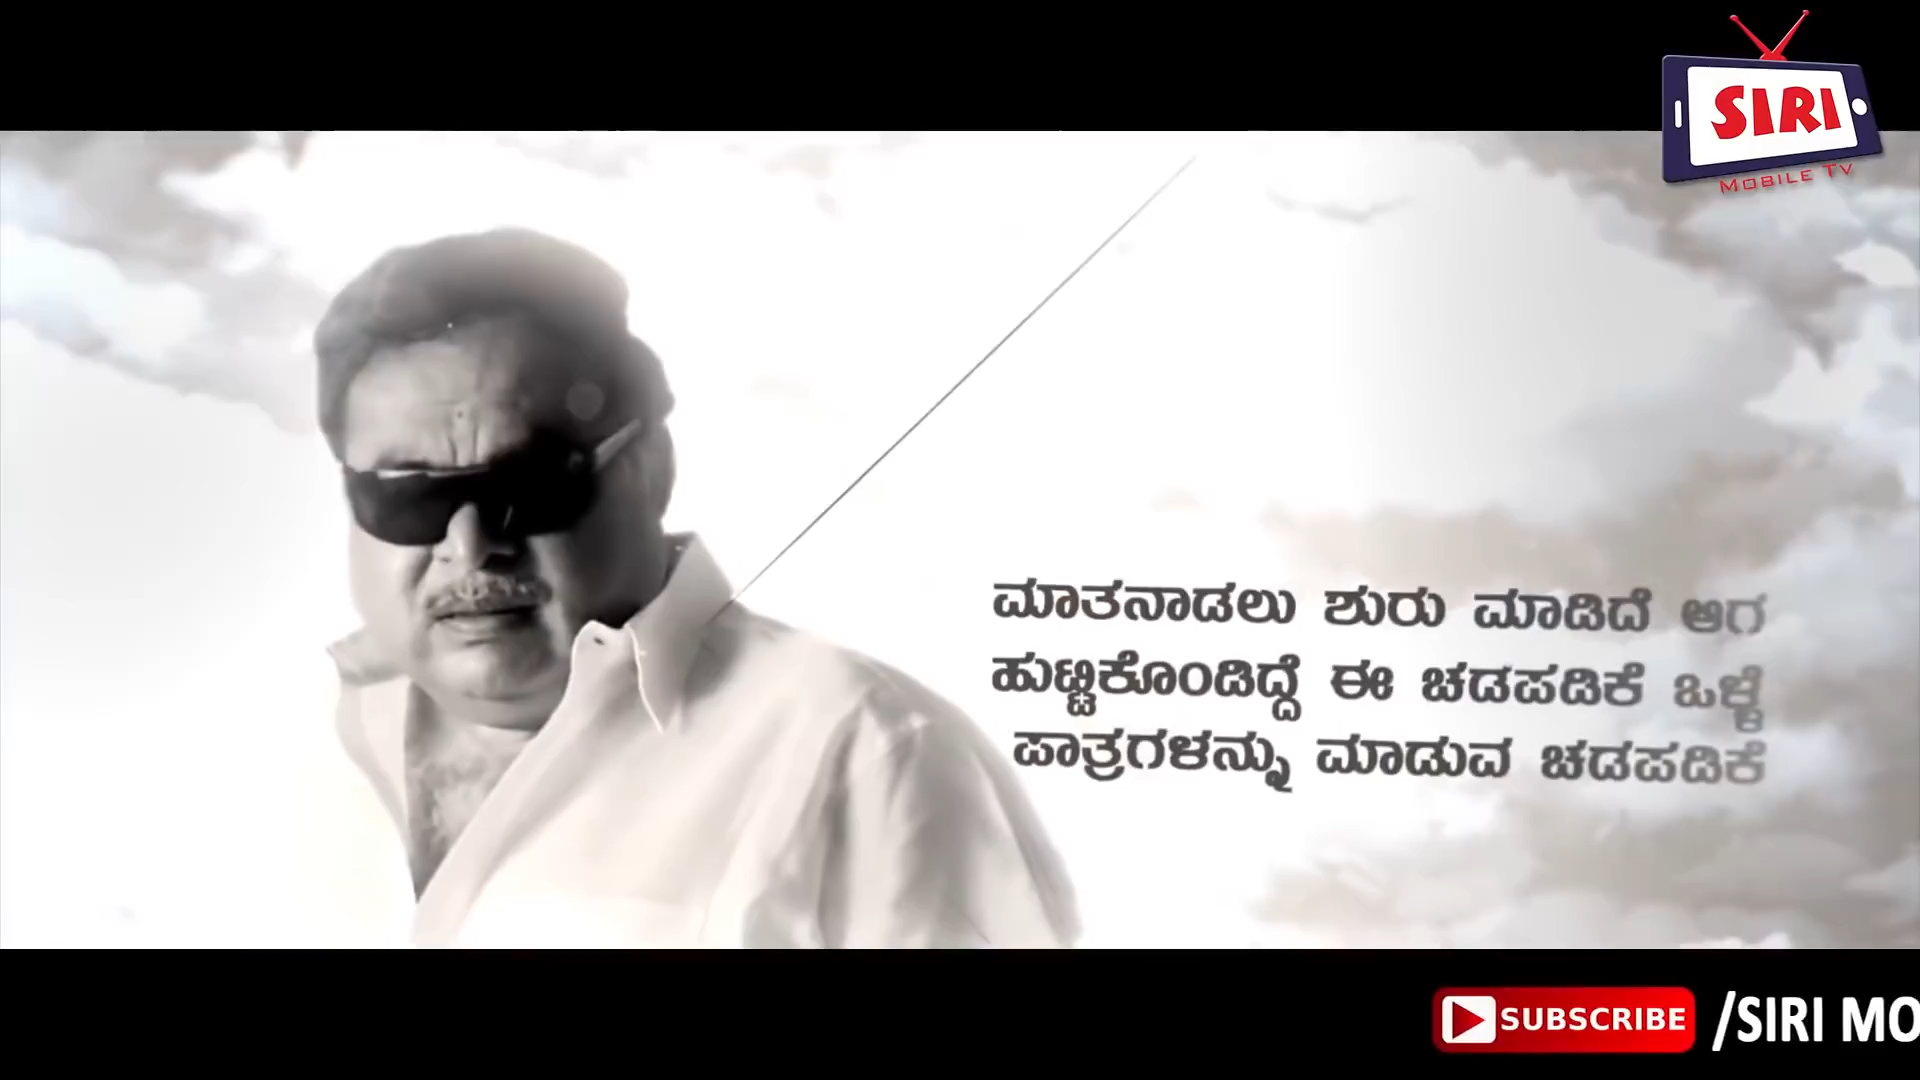 SIRI
MOBILE TV
ಮಾತನಾಡಲು ಶುರು ಮಾಡಿದೆ ಆಗ
ಹುಟ್ಟಿಕೊಂಡಿದ್ದೆ ಈ ಚಡಪಡಿಕೆ ಒಳ್ಳೆ
ಪಾತ್ರಗಳನ್ನು ಮಾಡುವ ಚಡಪಡಿಕೆ
SUBSCRIBE /SIRI MO